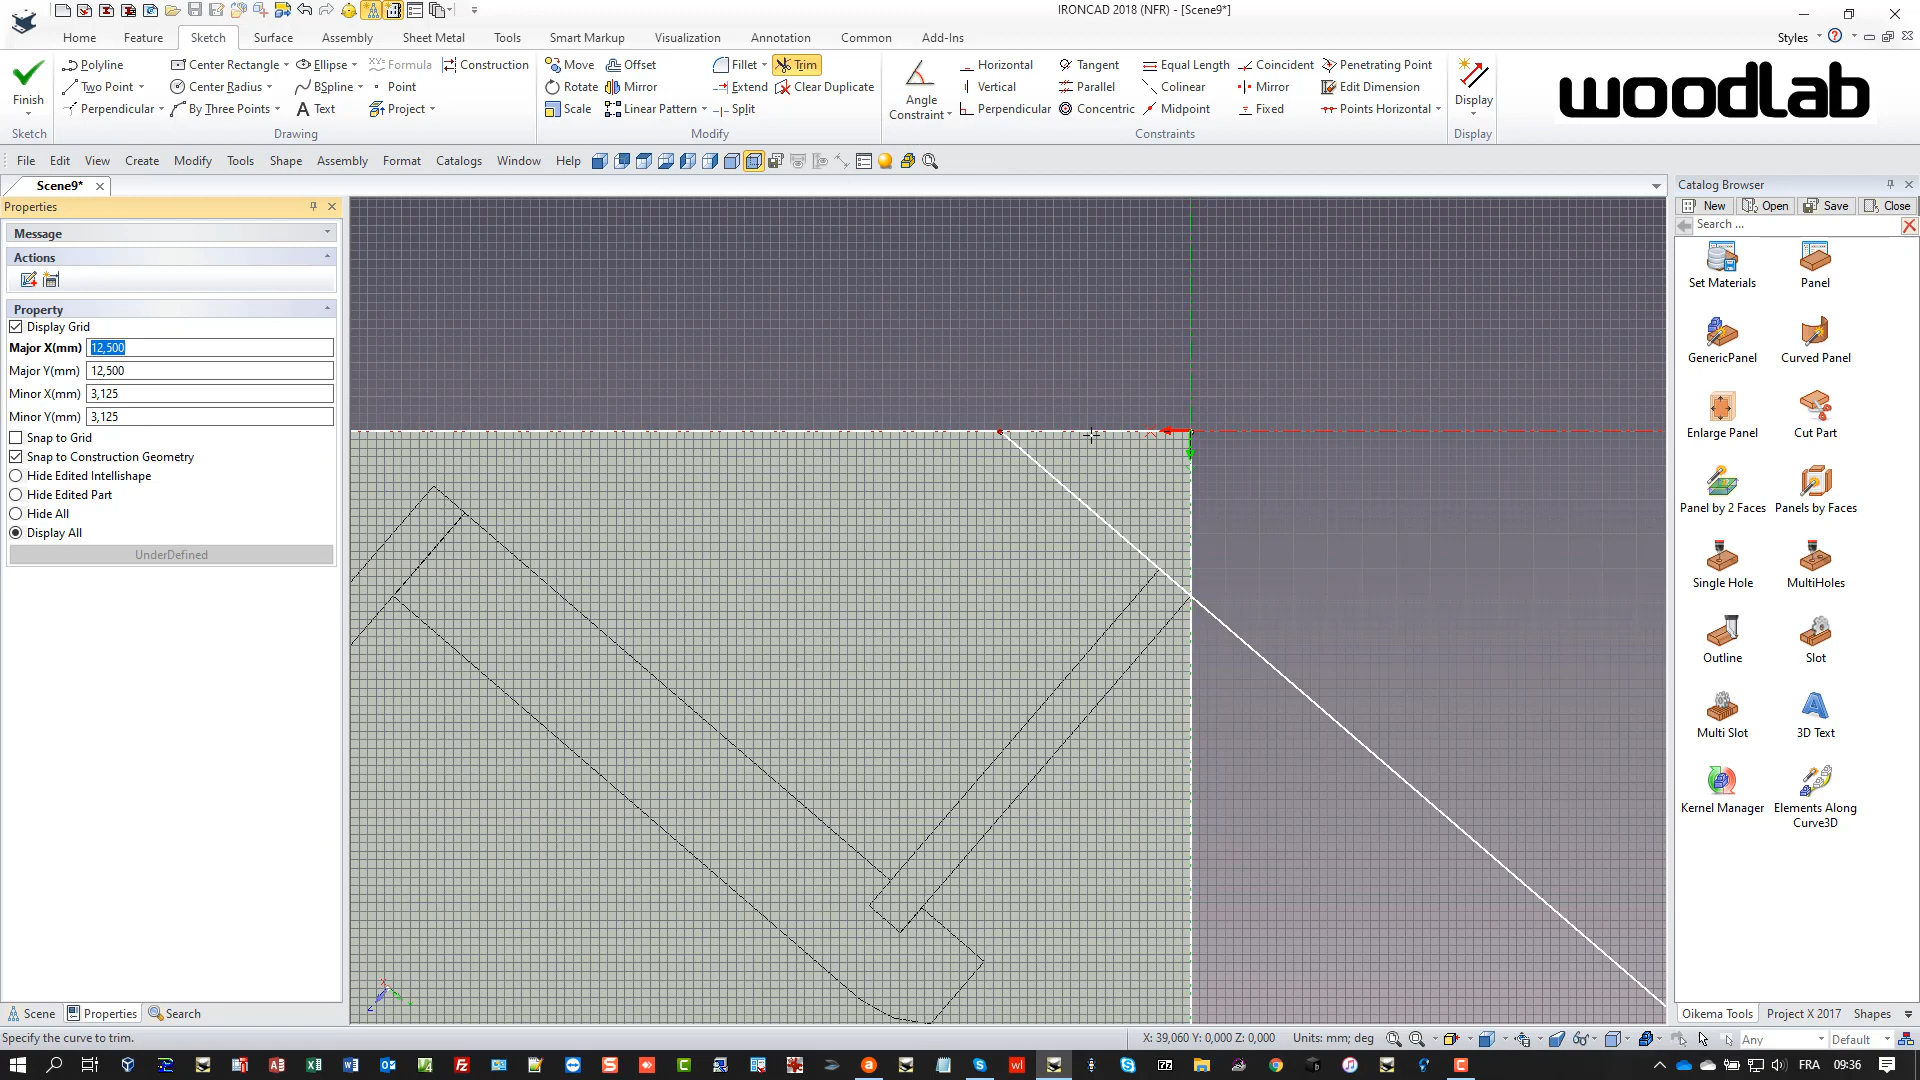 IRONCAD 2018 (NFR) - [Scene9*]
Home Feature Sketch Surface Assembly Sheet Metal Tools Smart Markup Visualization Annotation Common Add-Ins Styles
Polyline Center Rectangle Ellipse Formula Construction Move Offset Fillet Trim Horizontal Tangent Equal Length Coincident Penetrating Point
Two Point Center Radius BSpline Point Rotate Mirror Extend Clear Duplicate Vertical Parallel Colinear Mirror Edit Dimension
Finish Angle Constraint Display woodlab
Perpendicular By Three Points Text Project Scale Linear Pattern Split Perpendicular Concentric Midpoint Fixed Points Horizontal
Sketch Drawing Modify Constraints Display
File Edit View Create Modify Tools Shape Assembly Format Catalogs Window Help
Scene9*
Properties
Message
Actions
Property
Display Grid
Major X(mm) 12,500
Major Y(mm) 12,500
Minor X(mm) 3,125
Minor Y(mm) 3,125
Snap to Grid
Snap to Construction Geometry
Hide Edited Intellishape
Hide Edited Part
Hide All
Display All
UnderDefined
Catalog Browser
New Open Save Close
Search ...
Set Materials Panel
GenericPanel Curved Panel
Enlarge Panel Cut Part
Panel by 2 Faces Panels by Faces
Single Hole MultiHoles
Outline Slot
Multi Slot 3D Text
Kernel Manager Elements Along
Curve3D
Scene Properties Search
Oikema Tools Project X 2017 Shapes
Specify the curve to trim.
X: 39,060 Y: 0,000 Z: 0,000 Units: mm; deg Any Default
FRA 09:36